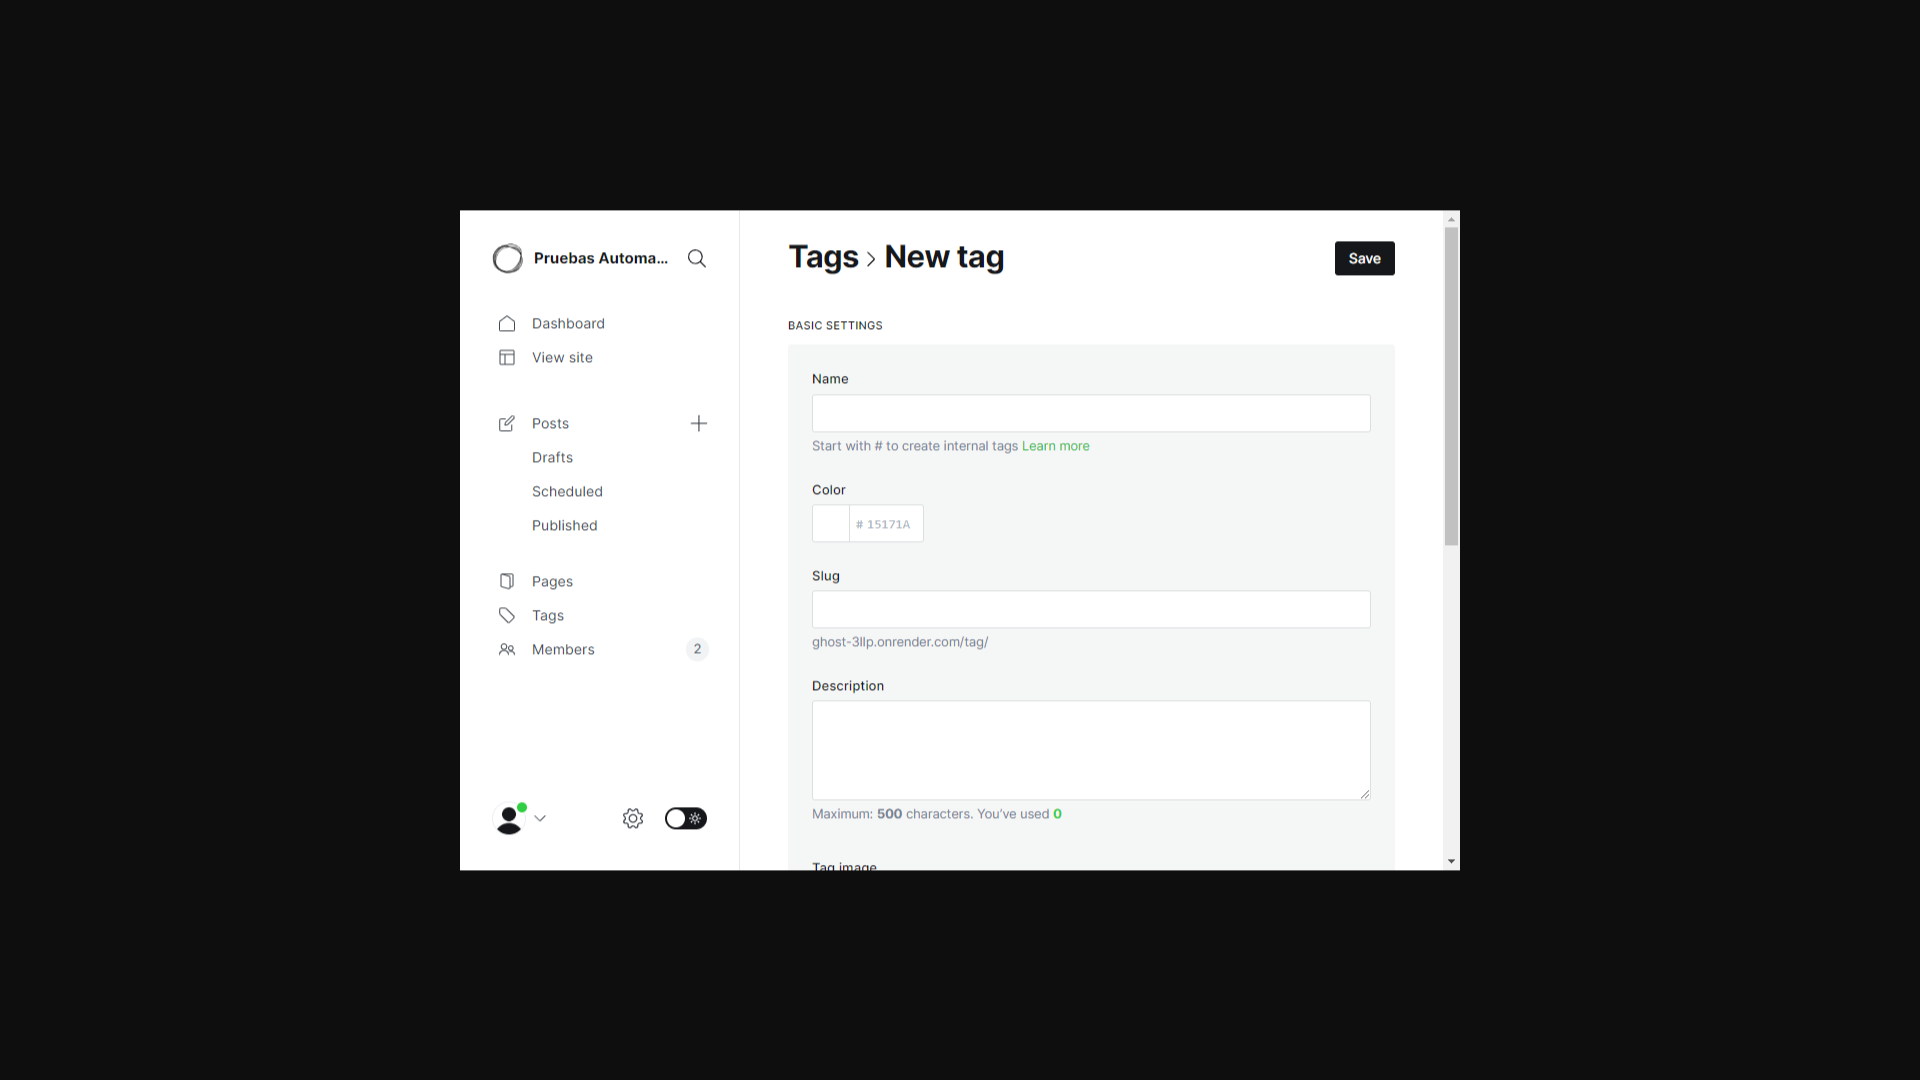 Pruebas Automa...
Dashboard
View site
Posts
Drafts
Scheduled
Published
Pages
Tags
Members 2
Tags > New tag
Save
BASIC SETTINGS
Name
Start with # to create internal tags Learn more
Color
# 15171A
Slug
ghost-3llp.onrender.com/tag/
Description
Maximum: 500 characters. You’ve used 0
Tag image